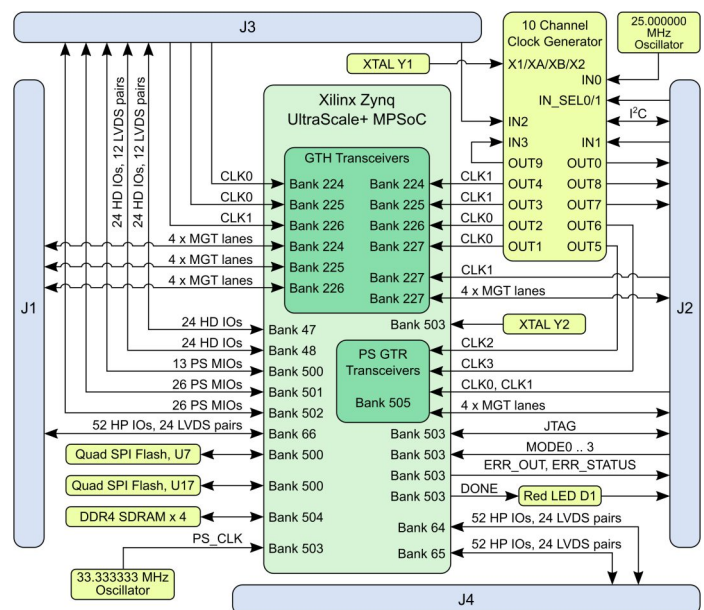 J3
10 Channel
Clock Generator
25.000000
MHz
Oscillator
XTAL Y1
X1/XA/XB/X2
IN0
IN_SEL0/1
I²C
IN2
IN1
IN3
OUT9
OUT0
OUT4
OUT8
OUT3
OUT7
OUT2
OUT6
OUT1
OUT5
24 HD IOs, 12 LVDS pairs
24 HD IOs, 12 LVDS pairs
Xilinx Zynq
UltraScale+ MPSoC
GTH Transceivers
CLK0
Bank 224
Bank 224
CLK1
CLK0
Bank 225
Bank 225
CLK1
CLK1
Bank 226
Bank 226
CLK0
4 x MGT lanes
Bank 224
Bank 227
CLK0
4 x MGT lanes
Bank 225
Bank 227
CLK1
4 x MGT lanes
Bank 226
Bank 227
4 x MGT lanes
J1
J2
24 HD IOs
Bank 47
Bank 503
XTAL Y2
24 HD IOs
Bank 48
PS GTR
Transceivers
CLK2
13 PS MIOs
Bank 500
CLK3
26 PS MIOs
Bank 501
CLK0, CLK1
26 PS MIOs
Bank 502
Bank 505
4 x MGT lanes
52 HP IOs, 24 LVDS pairs
Bank 66
Bank 503
JTAG
Quad SPI Flash, U7
Bank 500
Bank 503
MODE0 .. 3
Bank 503
ERR_OUT, ERR_STATUS
Quad SPI Flash, U17
Bank 500
Bank 503
DONE
Red LED D1
DDR4 SDRAM x 4
Bank 504
Bank 64
52 HP IOs, 24 LVDS pairs
PS_CLK
Bank 503
Bank 65
52 HP IOs, 24 LVDS pairs
33.333333 MHz
Oscillator
J4